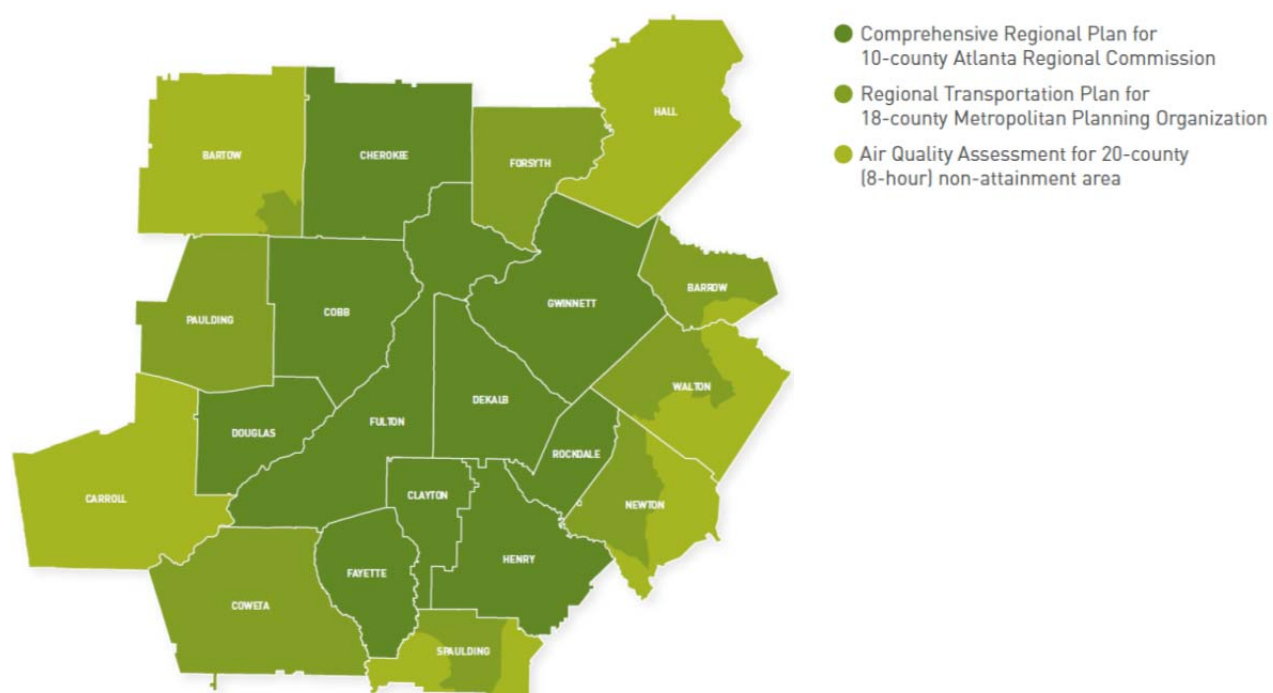 Comprehensive Regional Plan for
10-county Atlanta Regional Commission
Regional Transportation Plan for
18-county Metropolitan Planning Organization
Air Quality Assessment for 20-county
(8-hour) non-attainment area
HALL
BARTOW
CHEROKEE
FORSYTH
BARROW
GWINNETT
PAULDING
COBB
WALTON
DEKALB
FULTON
DOUGLAS
ROCKDALE
CARROLL
CLAYTON
NEWTON
HENRY
FAYETTE
COWETA
SPAULDING